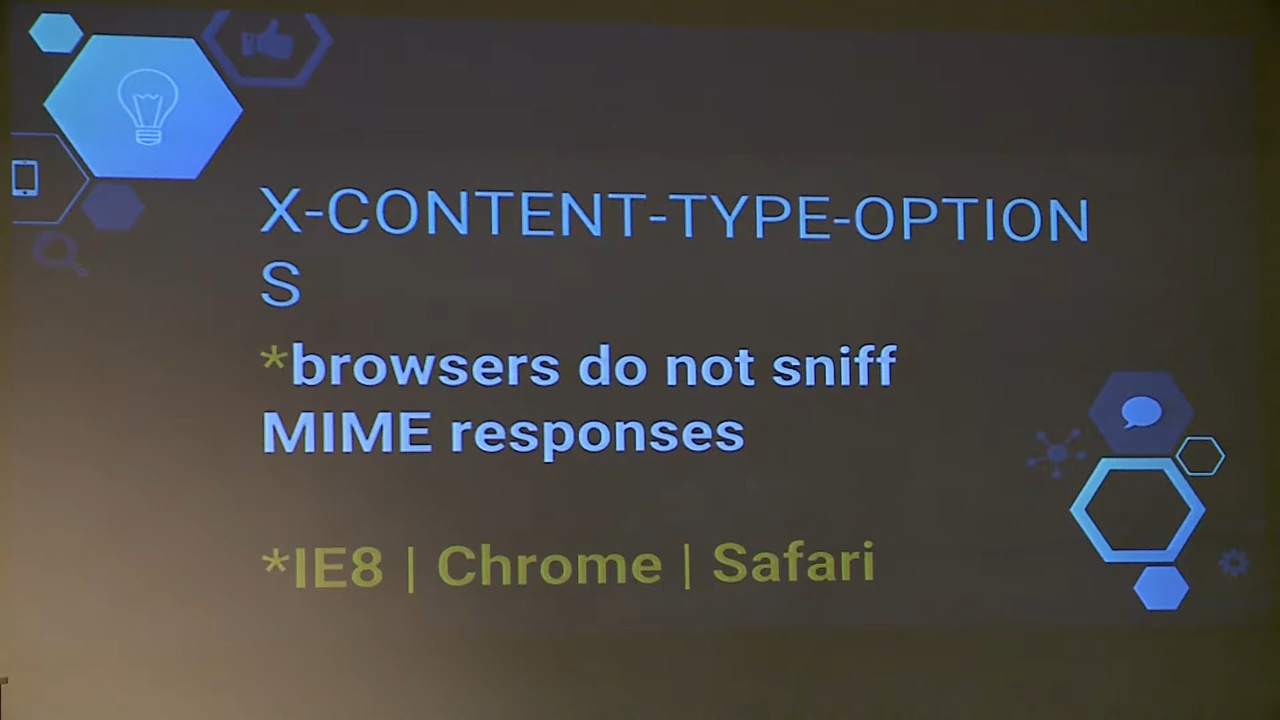 X-CONTENT-TYPE-OPTION
S
*browsers do not sniff
MIME responses
*IE8 | Chrome | Safari